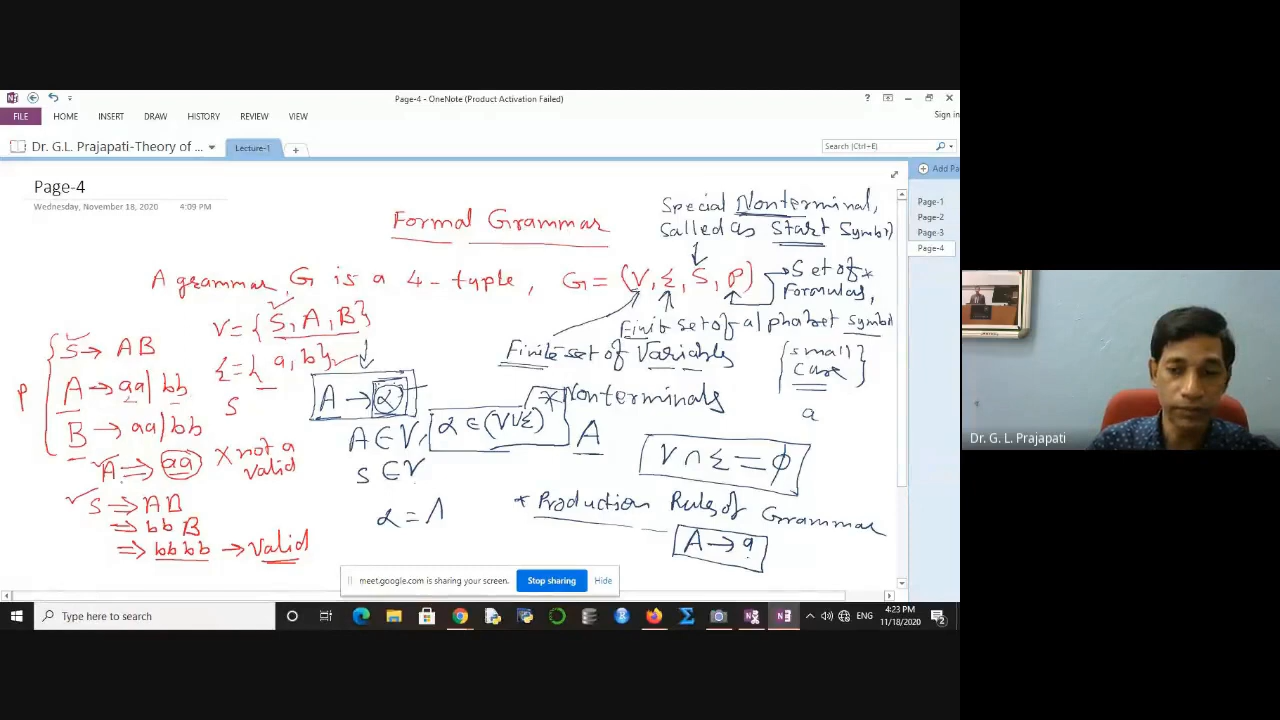 Page-4 - OneNote (Product Activation Failed)
FILE HOME INSERT DRAW HISTORY REVIEW VIEW
Sign in
Dr. G.L. Prajapati-Theory of ...
Lecture-1
Search (Ctrl+E)
Add Pa
Page-1
Page-2
Page-3
Page-4
Page-4
Wednesday, November 18, 2020 4:09 PM
Special Nonterminal,
Called as Start Symbol)
Formal Grammar
A grammar, G is a 4-tuple, G = (V, Σ, S, P)
Set of *
formulas,
Finite set of alphabet symbol
{small case}
a
Finite set of Variables
* Nonterminals
A
V = {S, A, B}
Σ = {a, b}
S
P
S → AB
A → aa | bb
B → aa | bb
A ⇒ aa × not a valid
S ⇒ AB
⇒ bbB
⇒ bbbb → valid
A → α
A ∈ V, α ∈ (V∪Σ)
S ∈ V
α = Λ
V ∩ Σ = ϕ
* Production Rules of Grammar
A → a
meet.google.com is sharing your screen. Stop sharing Hide
Type here to search
ENG
4:23 PM
11/18/2020
2
Dr. G. L. Prajapati